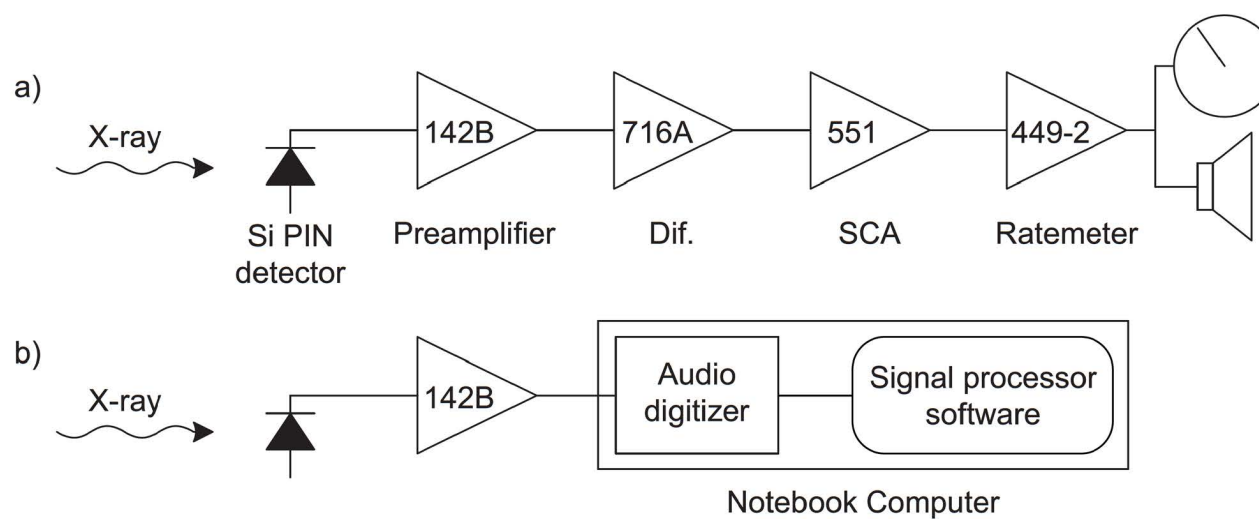 a)
X-ray
142B
716A
551
449-2
Si PIN
detector
Preamplifier
Dif.
SCA
Ratemeter
b)
X-ray
142B
Audio
digitizer
Signal processor
software
Notebook Computer